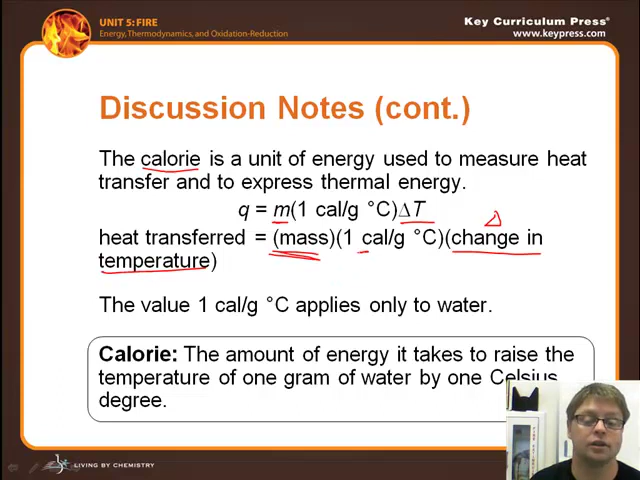 UNIT 5: FIRE
Energy, Thermodynamics, and Oxidation-Reduction
Key Curriculum Press®
www.keypress.com
Discussion Notes (cont.)
The calorie is a unit of energy used to measure heat
transfer and to express thermal energy.
q = m(1 cal/g °C)∆T
∆
heat transferred = (mass)(1 cal/g °C)(change in
temperature)
The value 1 cal/g °C applies only to water.
Calorie: The amount of energy it takes to raise the
temperature of one gram of water by one Celsius
degree.
LIVING BY CHEMISTRY